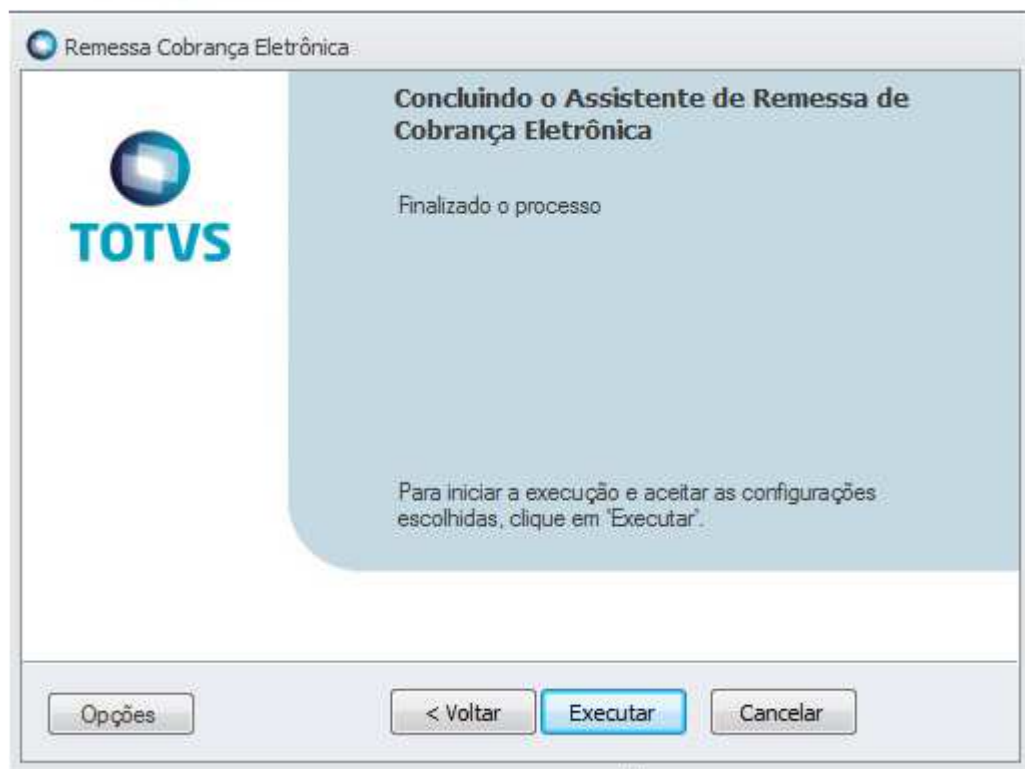 Remessa Cobrança Eletrônica
Concluindo o Assistente de Remessa de
Cobrança Eletrônica
TOTVS
Finalizado o processo
Para iniciar a execução e aceitar as configurações
escolhidas, clique em 'Executar'.
Opções
< Voltar
Executar
Cancelar